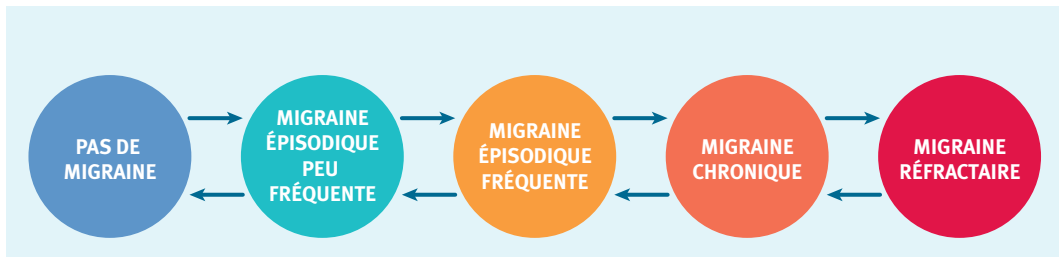 PAS DE
MIGRAINE
MIGRAINE
ÉPISODIQUE
PEU
FRÉQUENTE
MIGRAINE
ÉPISODIQUE
FRÉQUENTE
MIGRAINE
CHRONIQUE
MIGRAINE
RÉFRACTAIRE